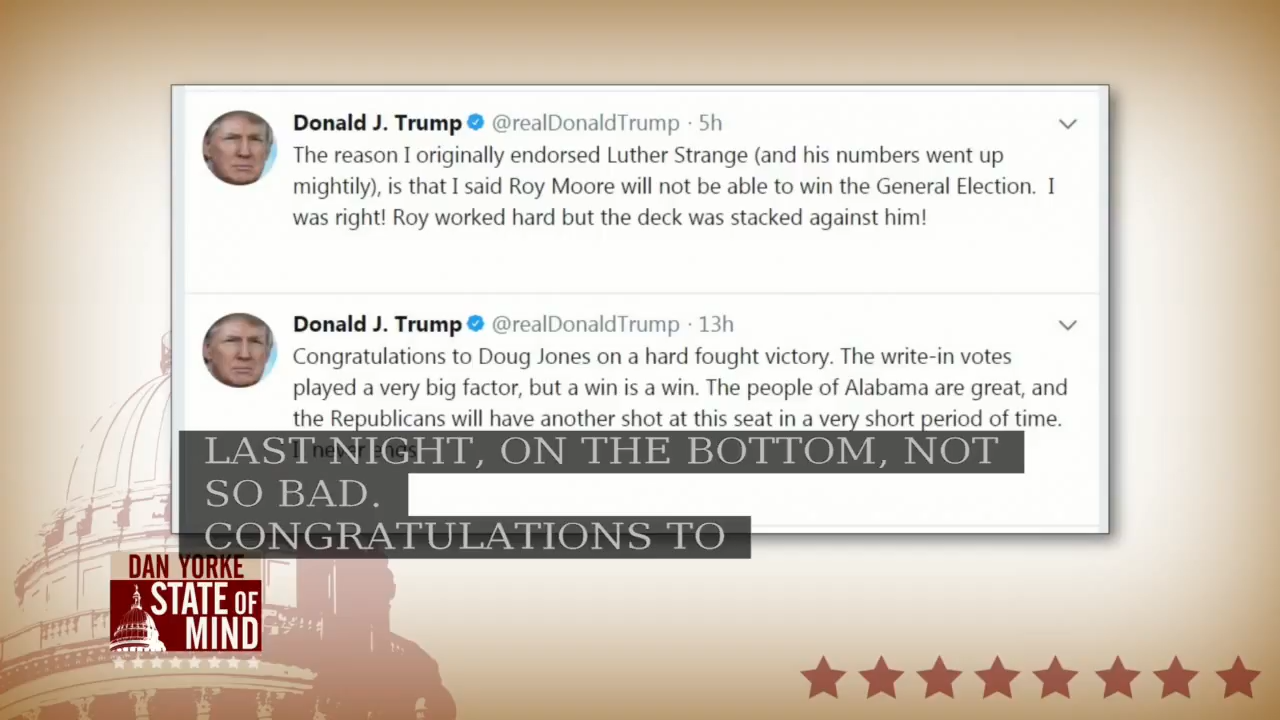 Donald J. Trump @realDonaldTrump · 5h
The reason I originally endorsed Luther Strange (and his numbers went up
mightily), is that I said Roy Moore will not be able to win the General Election. I
was right! Roy worked hard but the deck was stacked against him!
Donald J. Trump @realDonaldTrump · 13h
Congratulations to Doug Jones on a hard fought victory. The write-in votes
played a very big factor, but a win is a win. The people of Alabama are great, and
the Republicans will have another shot at this seat in a very short period of time.
never ends
LAST NIGHT, ON THE BOTTOM, NOT
SO BAD.
CONGRATULATIONS TO
DAN YORKE
STATE OF
MIND